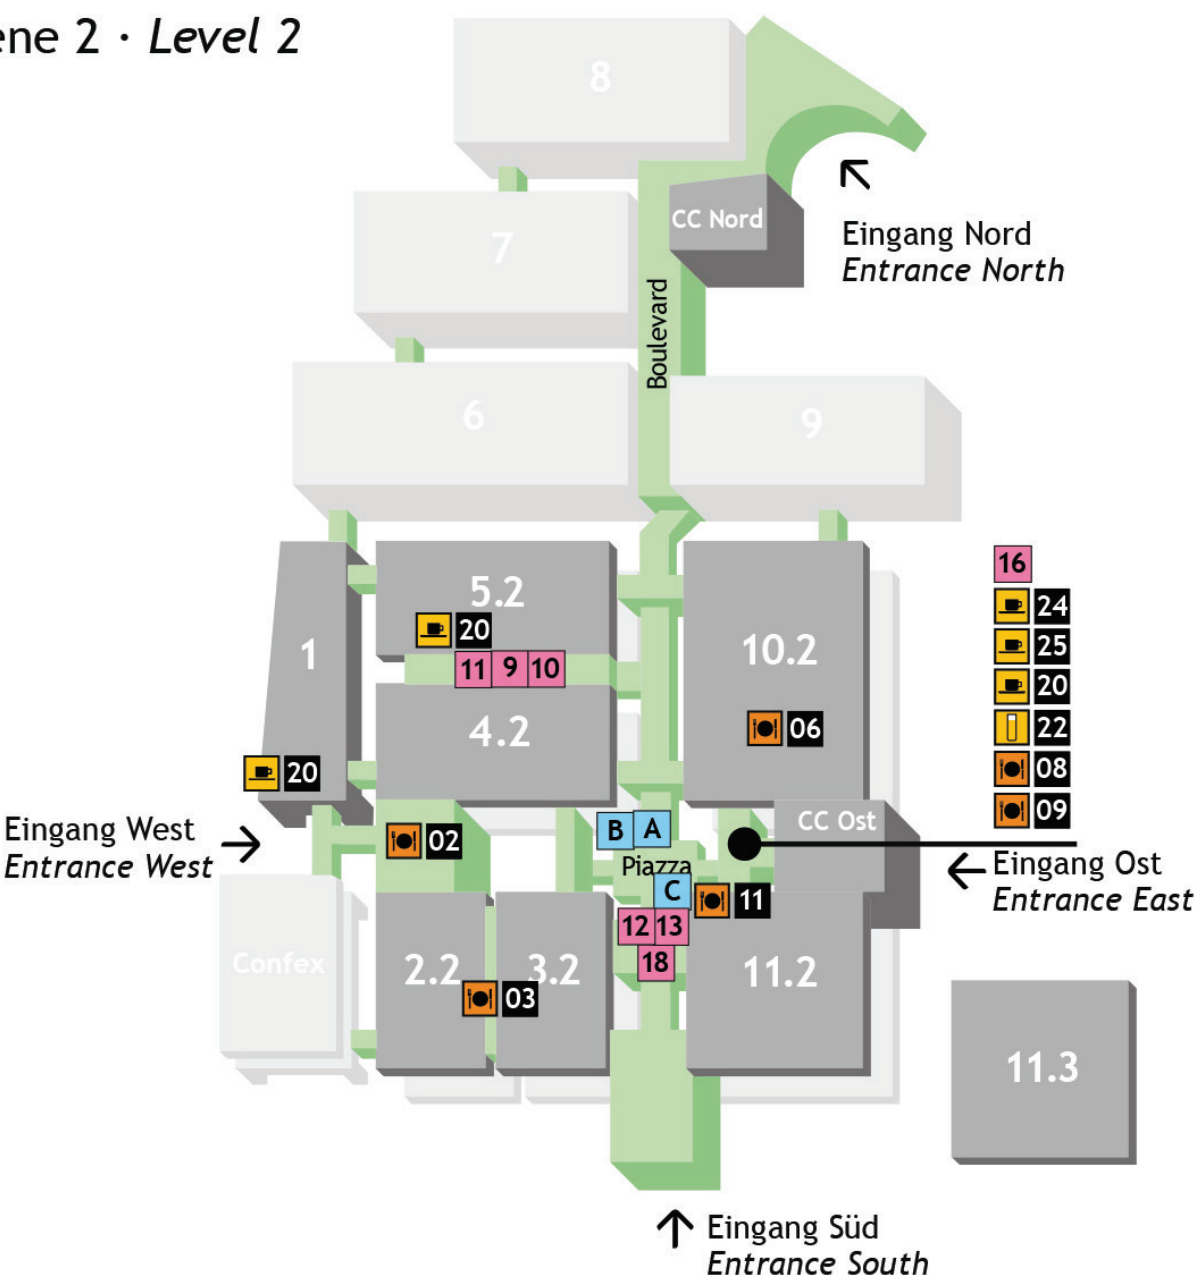 ene 2 · Level 2
8
CC Nord
Eingang Nord
Entrance North
7
Boulevard
6
9
16
5.2
24
20
1
10.2
25
11 9 10
20
4.2
06
22
20
08
09
Eingang West
Entrance West
02
B A
CC Ost
Piazza
Eingang Ost
Entrance East
C
11
12 13
18
Confex
2.2
3.2
11.2
03
11.3
Eingang Süd
Entrance South